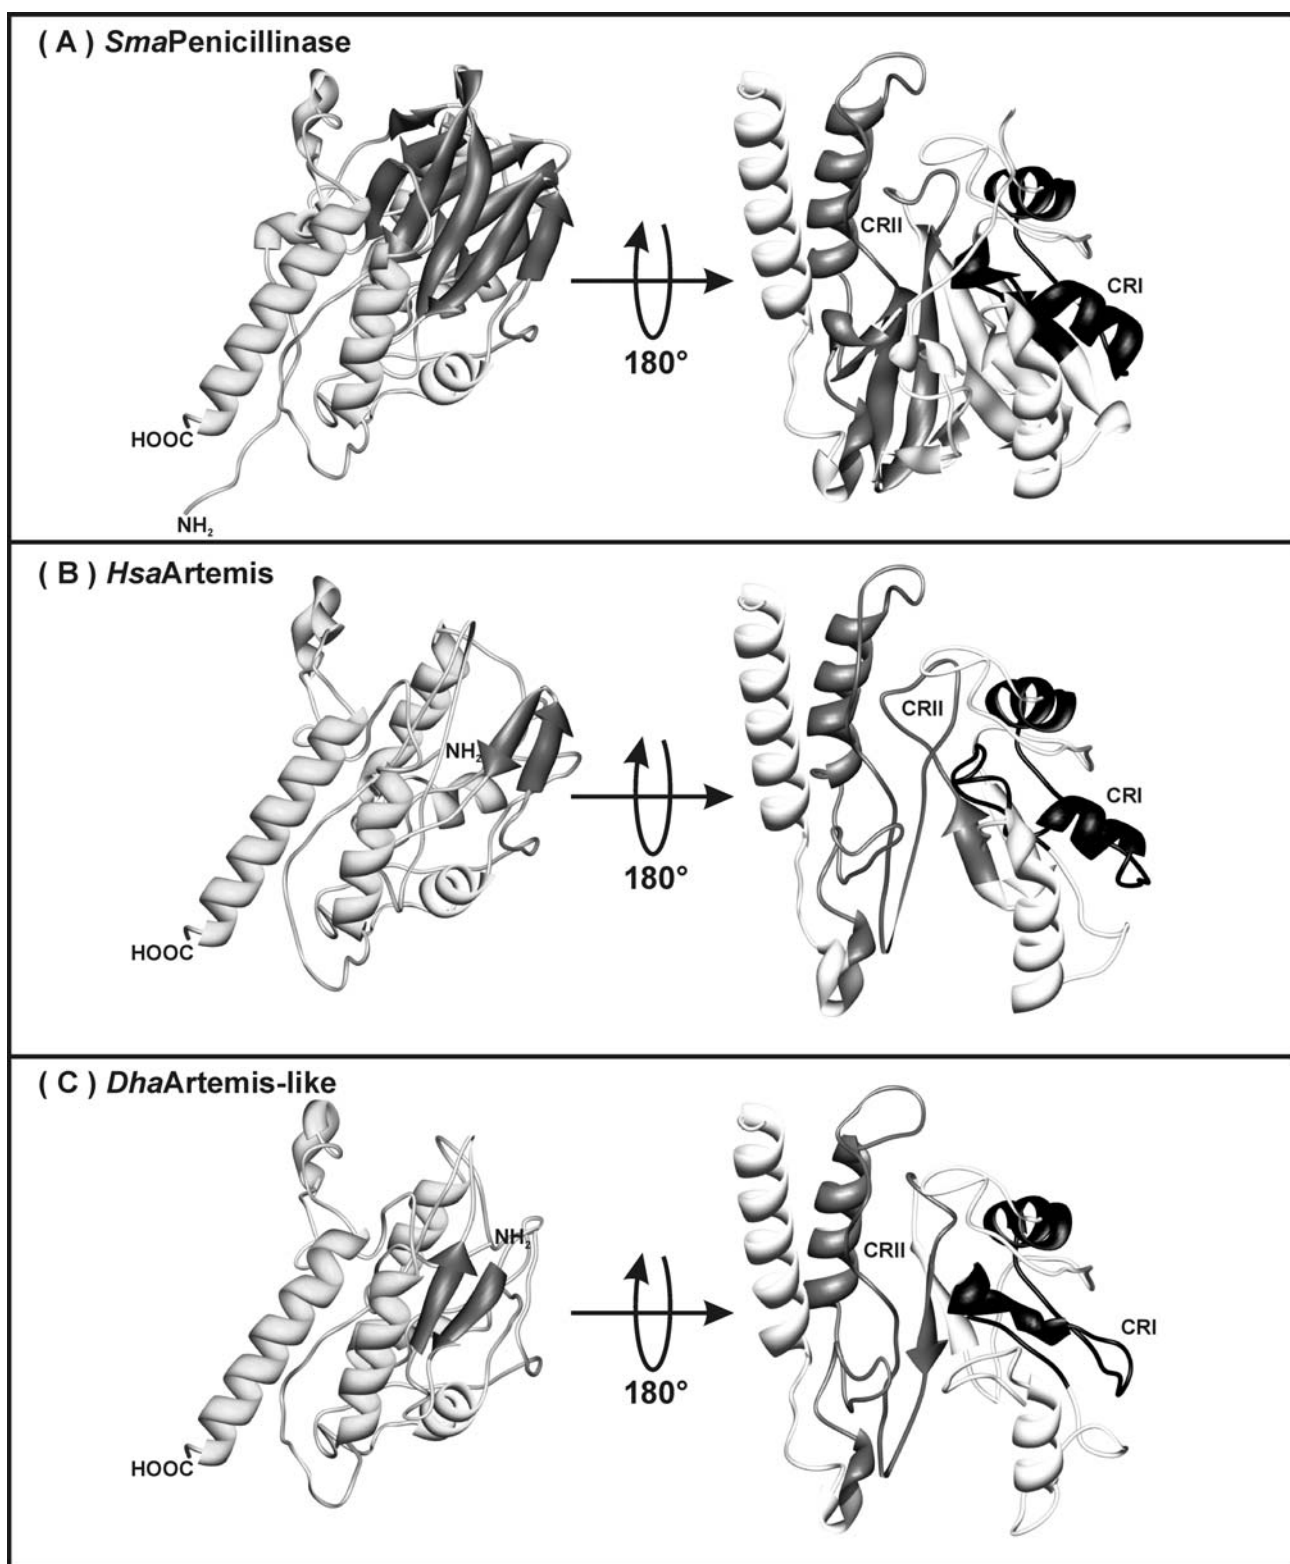 ( A ) SmaPenicillinase
CRII
CRI
180°
HOOC
NH₂
( B ) HsaArtemis
CRII
NH₂
CRI
180°
HOOC
( C ) DhaArtemis-like
NH₂
CRII
CRI
180°
HOOC